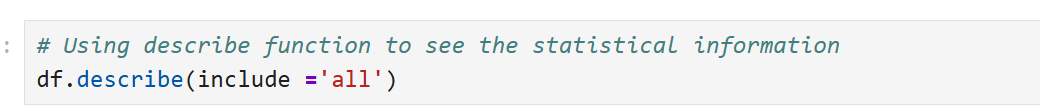 :
# Using describe function to see the statistical information
df.describe(include ='all')